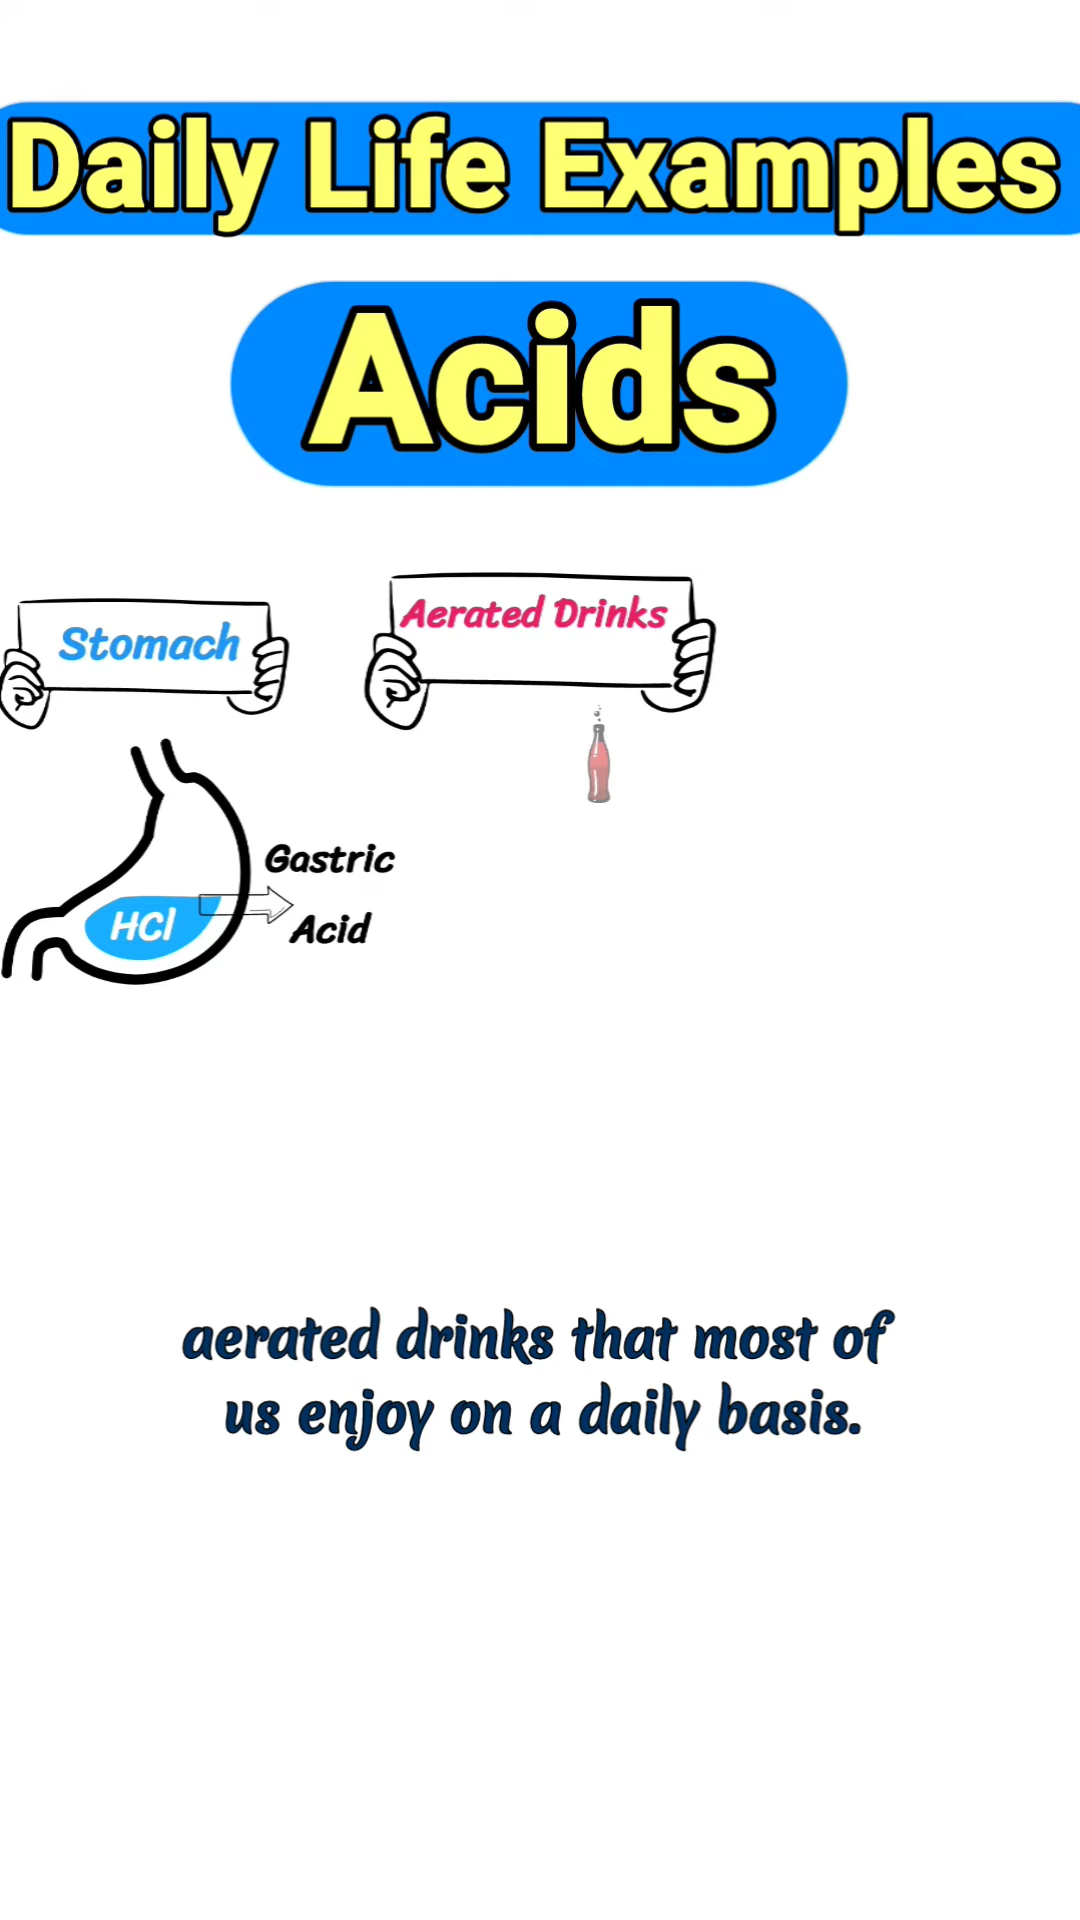 Daily Life Examples
Acids
Stomach
Aerated Drinks
HCl
Gastric
Acid
aerated drinks that most of
us enjoy on a daily basis.